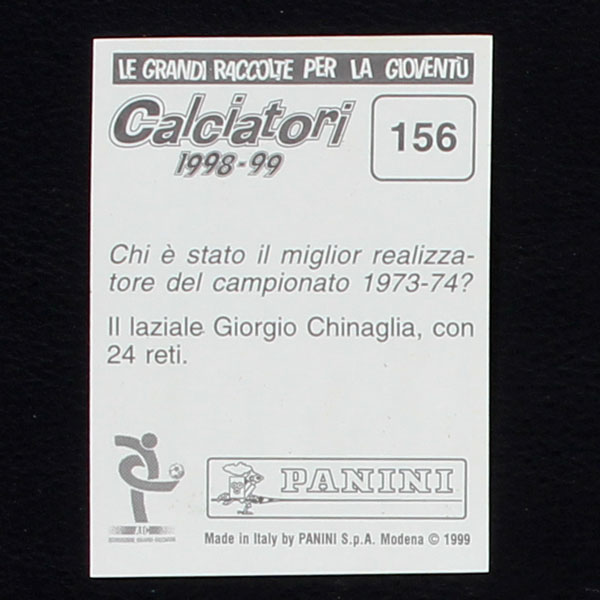 LE GRANDI RACCOLTE PER LA GIOVENTÙ
Calciatori
1998-99
156
Chi è stato il miglior realizza-
tore del campionato 1973-74?
Il laziale Giorgio Chinaglia, con
24 reti.
AIC
PANINI
Made in Italy by PANINI S.p.A. Modena © 1999